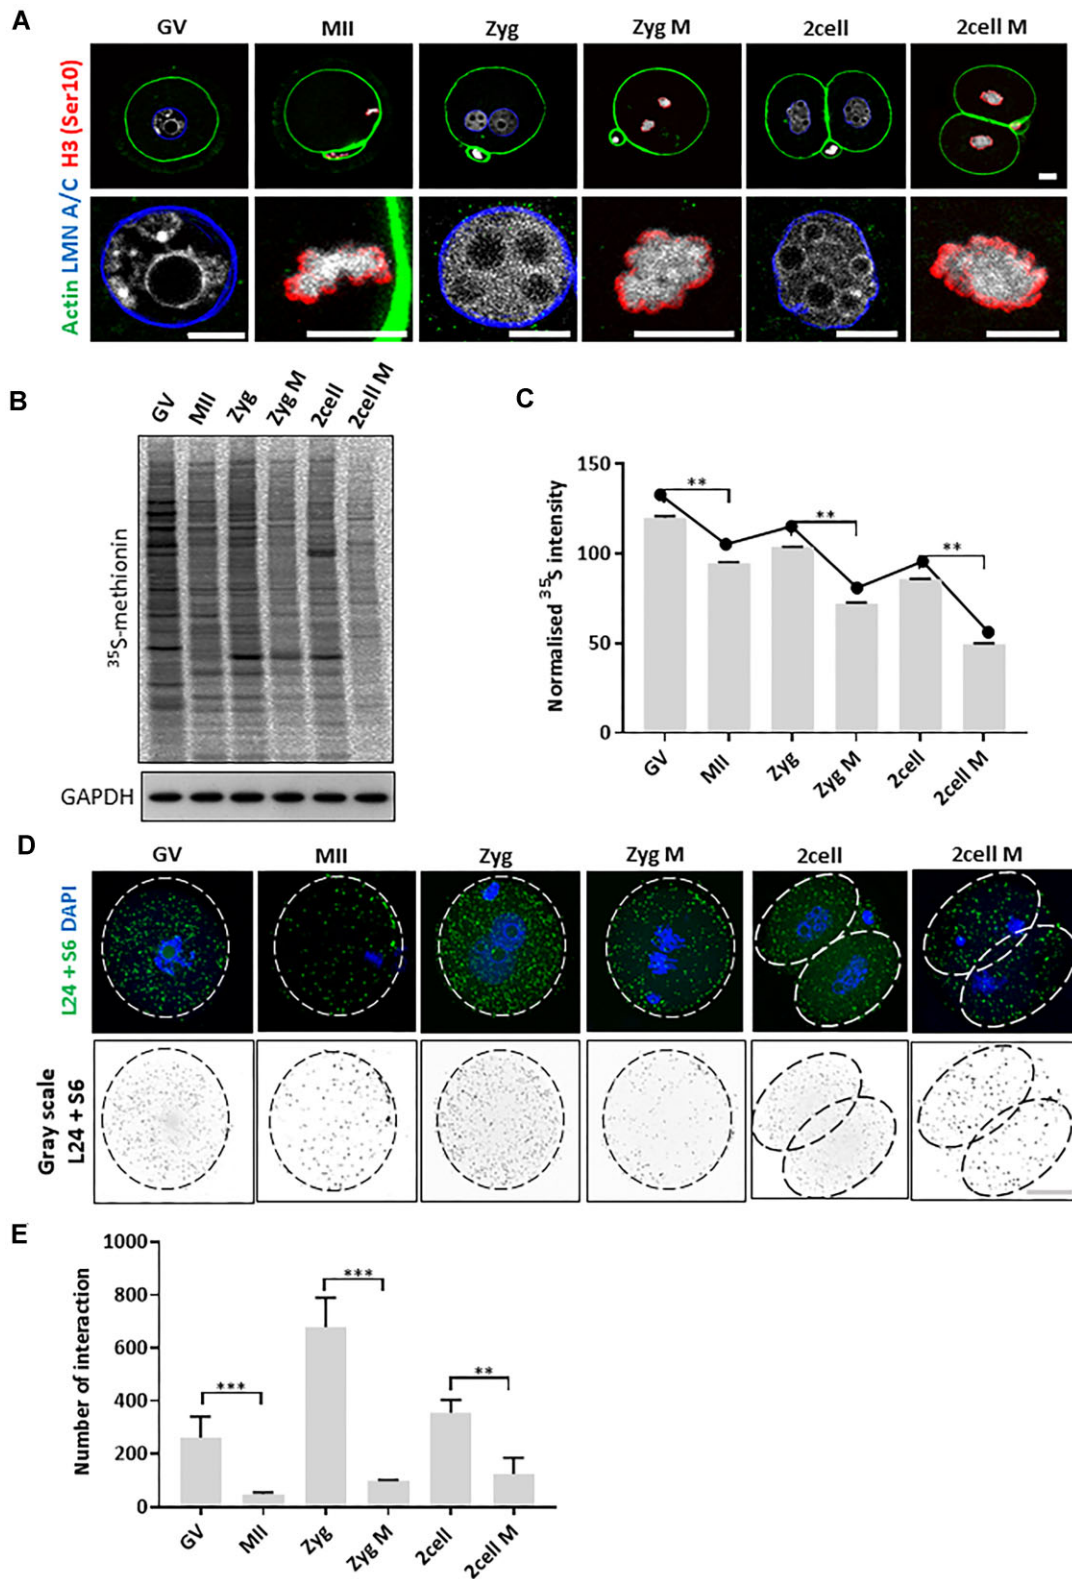 A
GV MII Zyg Zyg M 2cell 2cell M
Actin LMN A/C H3 (Ser10)
B
GV MII Zyg Zyg M 2cell 2cell M
35S-methionin
GAPDH
C
Normalised 35S intensity
150
100
50
0
** ** **
GV MII Zyg Zyg M 2cell 2cell M
D
GV MII Zyg Zyg M 2cell 2cell M
L24 + S6 DAPI
Gray scale
L24 + S6
E
Number of interaction
1000
800
600
400
200
0
*** *** **
GV MII Zyg Zyg M 2cell 2cell M